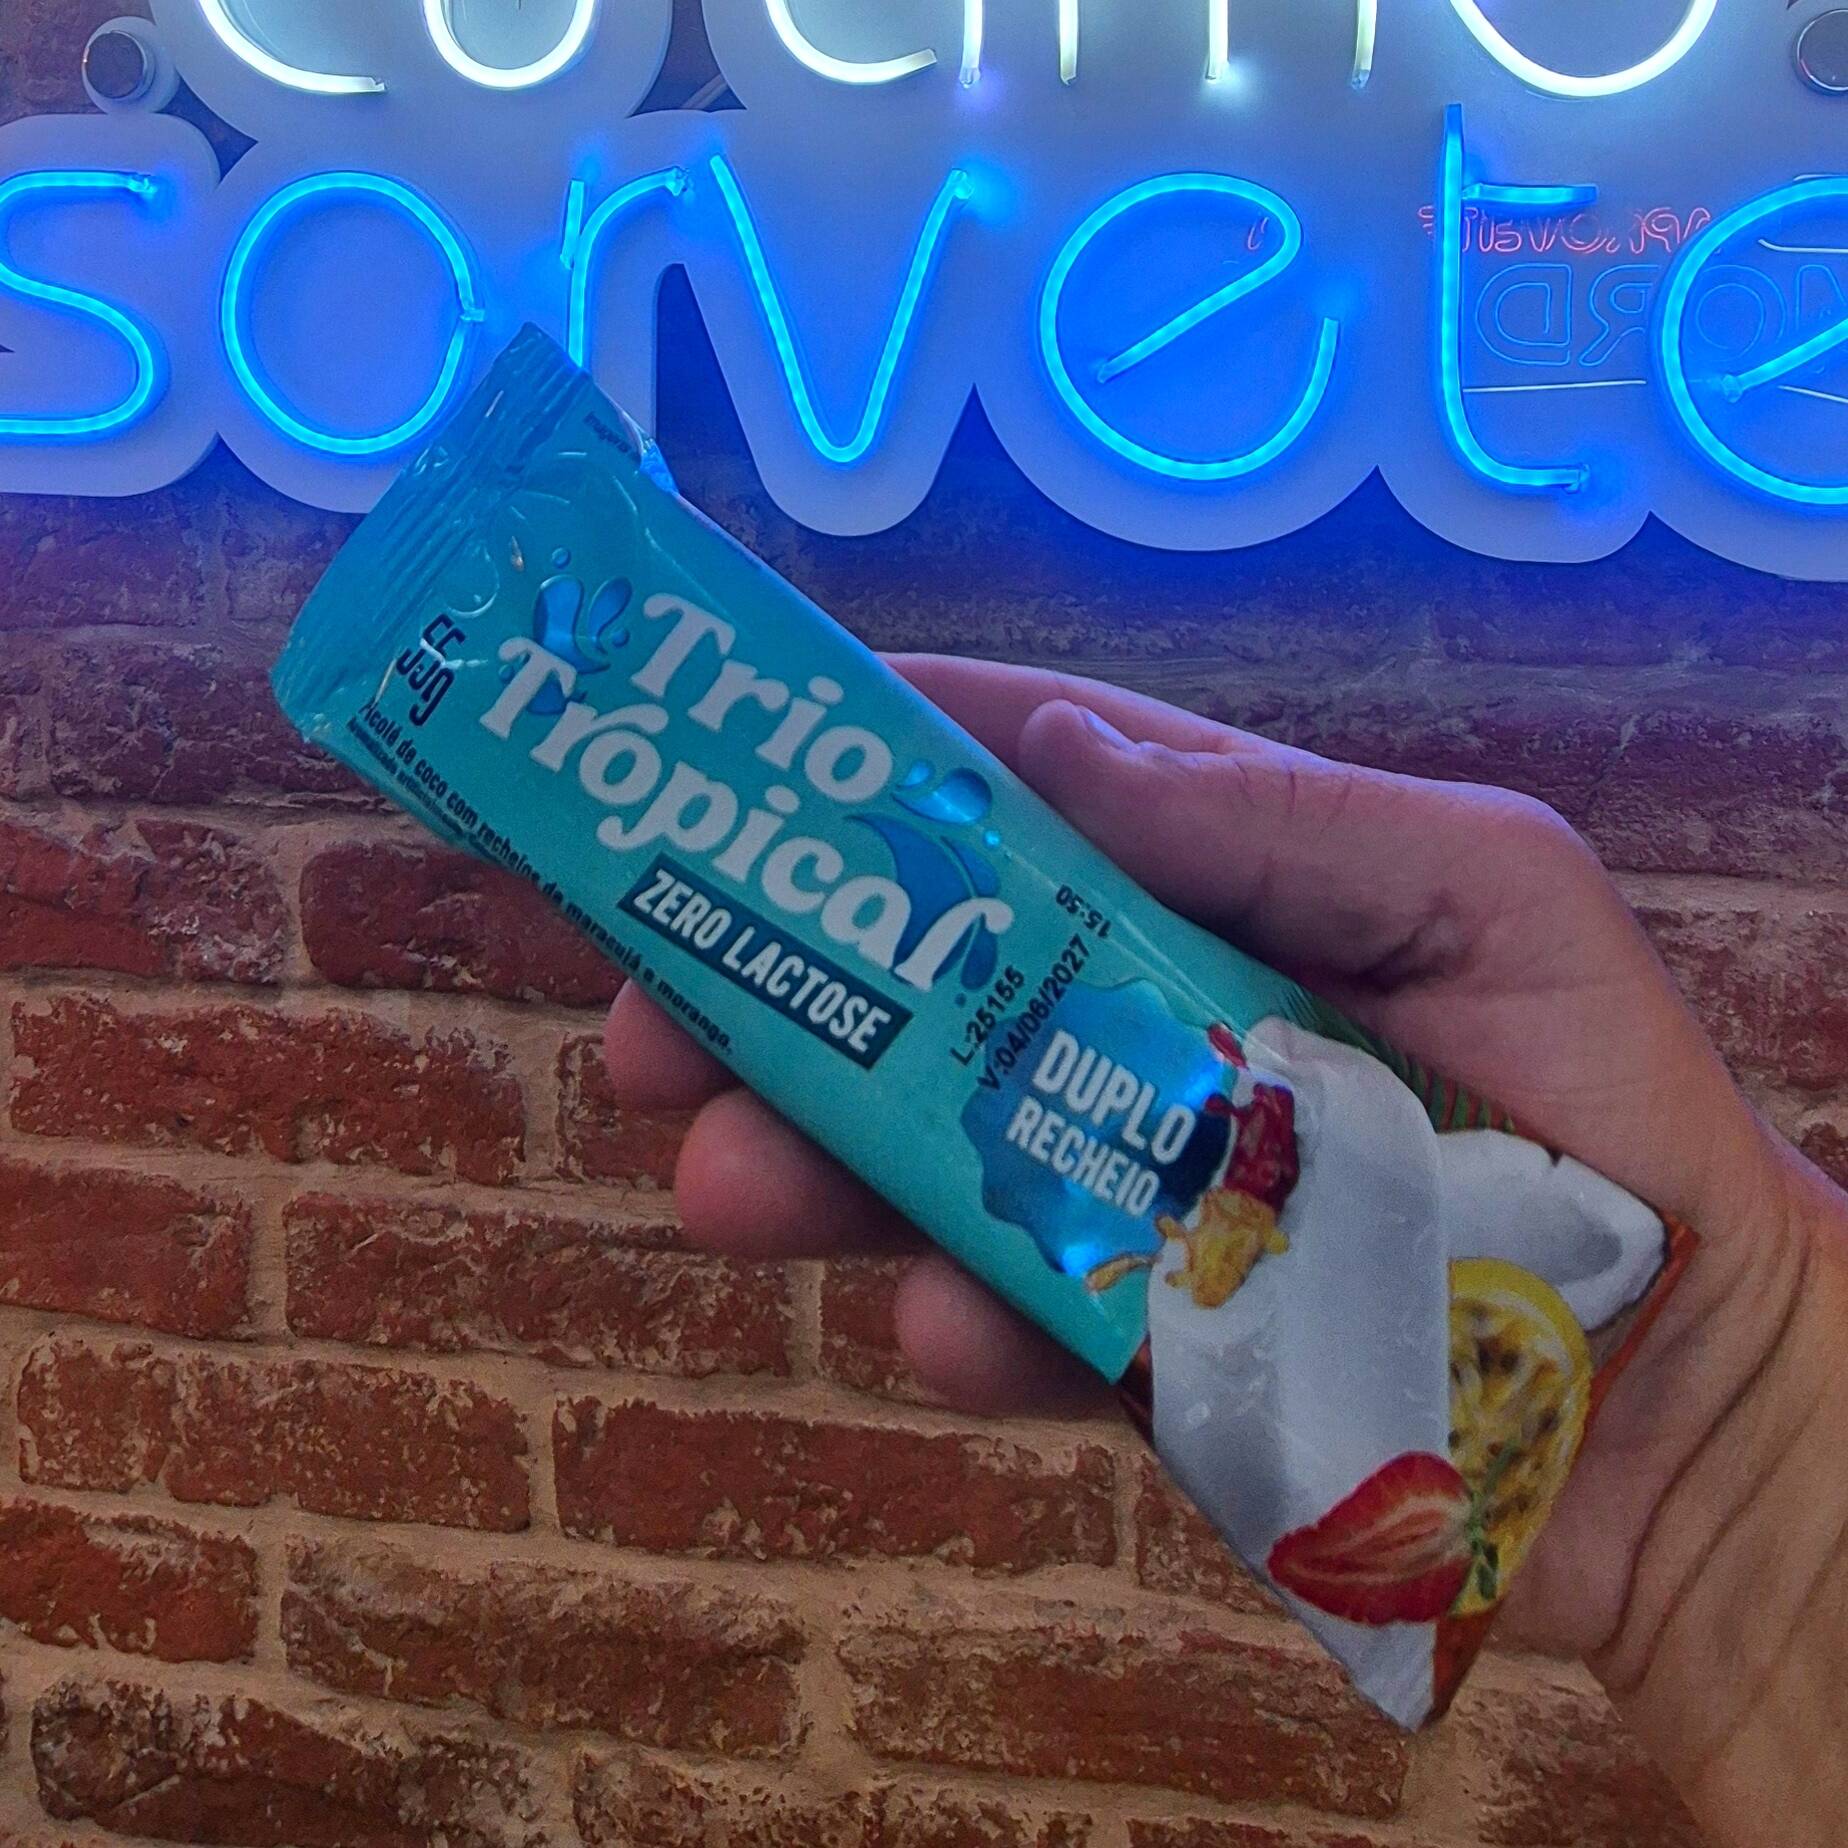 sorvete
Trio
Tropical
ZERO LACTOSE
55g
Picolé de coco com recheios de maracujá e morango.
L:25155 15:50
V:04/06/2027
DUPLO
RECHEIO